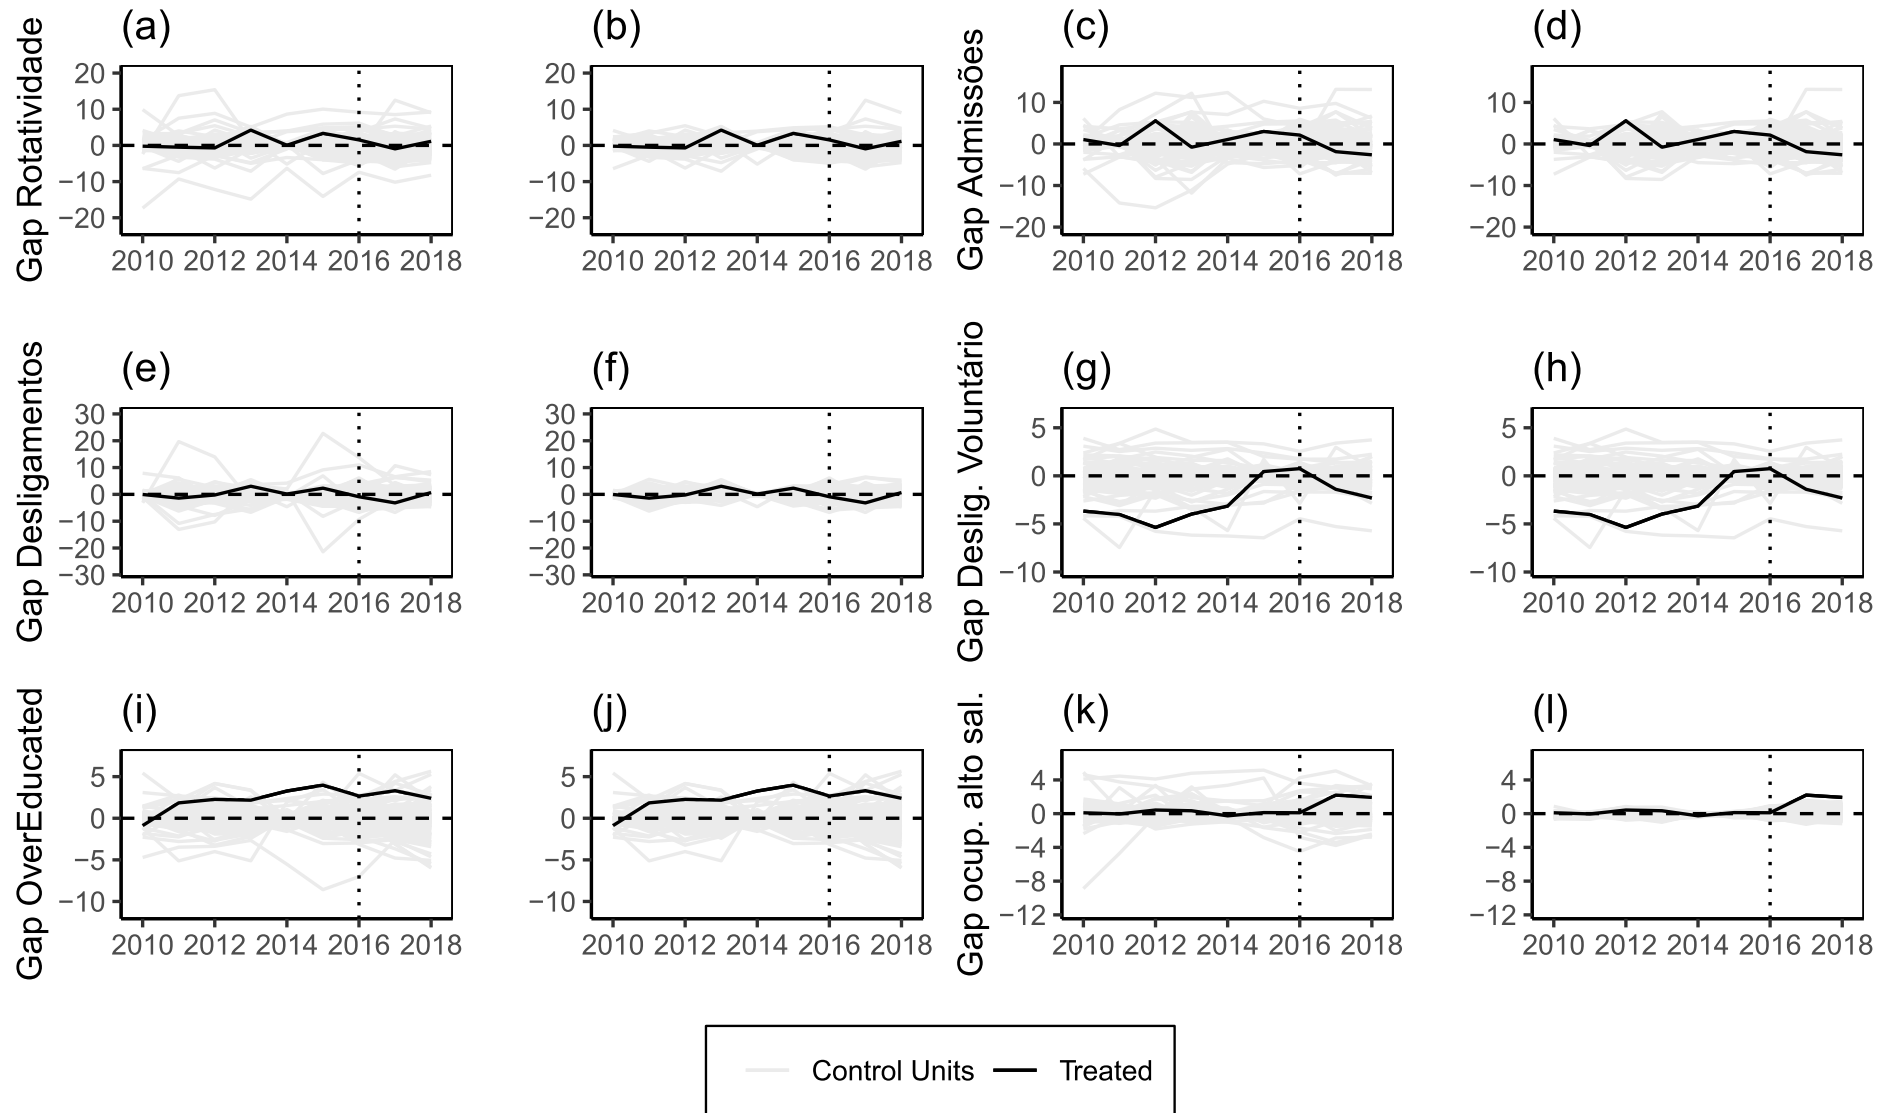 (a)
Gap Rotatividade
20
10
0
−10
−20
2010 2012 2014 2016 2018
(b)
20
10
0
−10
−20
2010 2012 2014 2016 2018
(c)
Gap Admissões
10
0
−10
−20
2010 2012 2014 2016 2018
(d)
10
0
−10
−20
2010 2012 2014 2016 2018
(e)
Gap Desligamentos
30
20
10
0
−10
−20
−30
2010 2012 2014 2016 2018
(f)
30
20
10
0
−10
−20
−30
2010 2012 2014 2016 2018
(g)
Gap Deslig. Voluntário
5
0
−5
−10
2010 2012 2014 2016 2018
(h)
5
0
−5
−10
2010 2012 2014 2016 2018
(i)
Gap OverEducated
5
0
−5
−10
2010 2012 2014 2016 2018
(j)
5
0
−5
−10
2010 2012 2014 2016 2018
(k)
Gap ocup. alto sal.
4
0
−4
−8
−12
2010 2012 2014 2016 2018
(l)
4
0
−4
−8
−12
2010 2012 2014 2016 2018
Control Units Treated